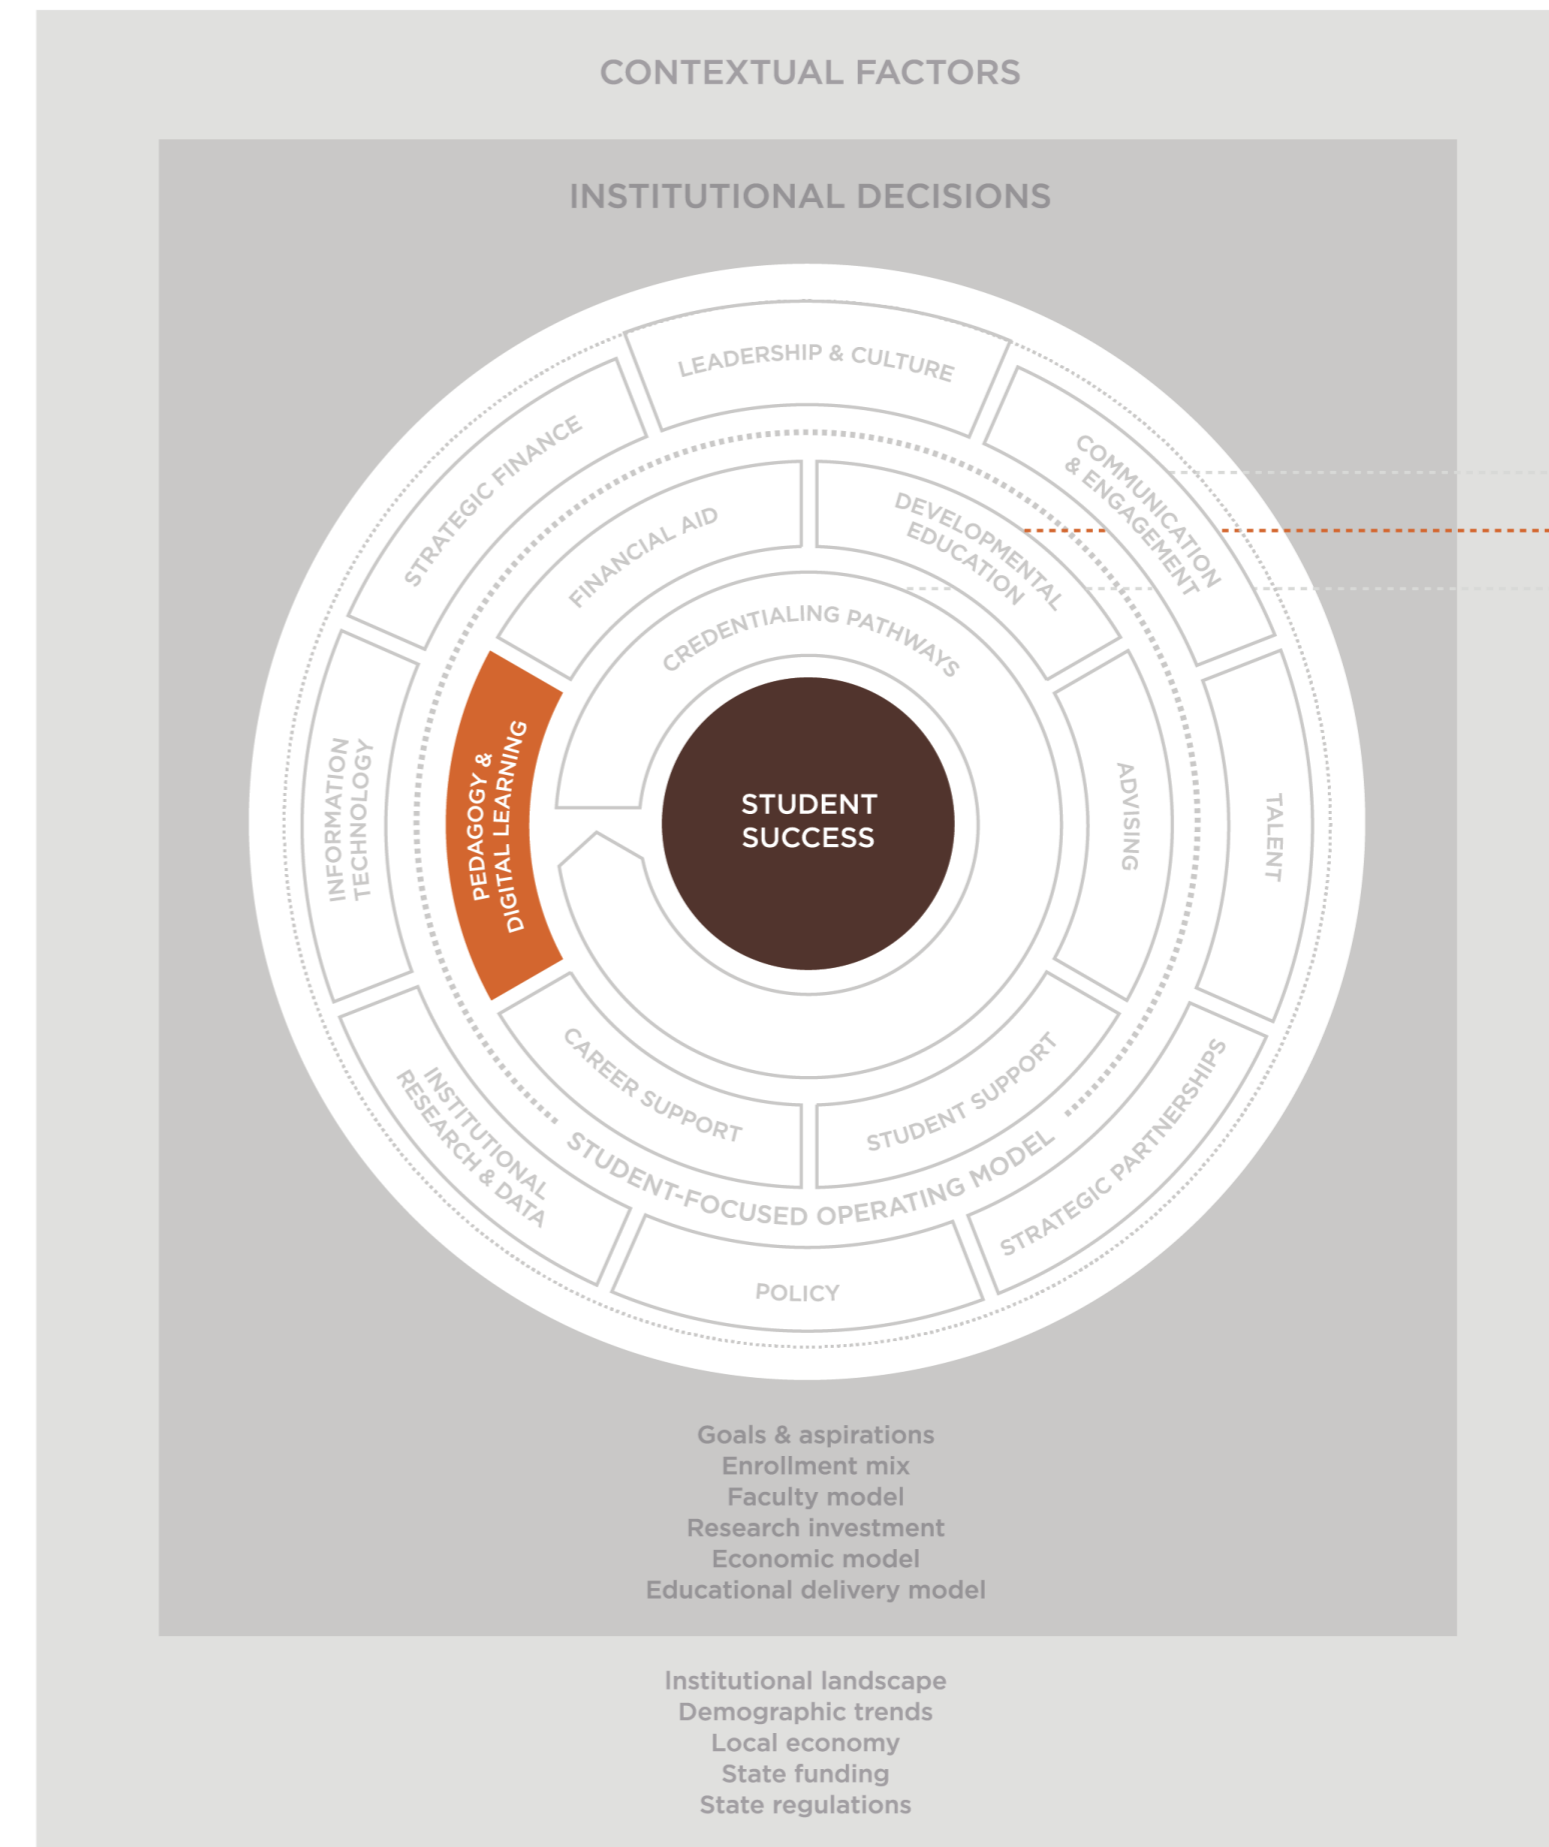 CONTEXTUAL FACTORS
INSTITUTIONAL DECISIONS
LEADERSHIP & CULTURE
STRATEGIC FINANCE
COMMUNICATION
& ENGAGEMENT
FINANCIAL AID
DEVELOPMENTAL
EDUCATION
CREDENTIALING PATHWAYS
INFORMATION
TECHNOLOGY
PEDAGOGY &
DIGITAL LEARNING
STUDENT
SUCCESS
ADVISING
TALENT
CAREER SUPPORT
STUDENT SUPPORT
INSTITUTIONAL
RESEARCH & DATA
STUDENT-FOCUSED OPERATING MODEL
STRATEGIC PARTNERSHIPS
POLICY
Goals & aspirations
Enrollment mix
Faculty model
Research investment
Economic model
Educational delivery model
Institutional landscape
Demographic trends
Local economy
State funding
State regulations